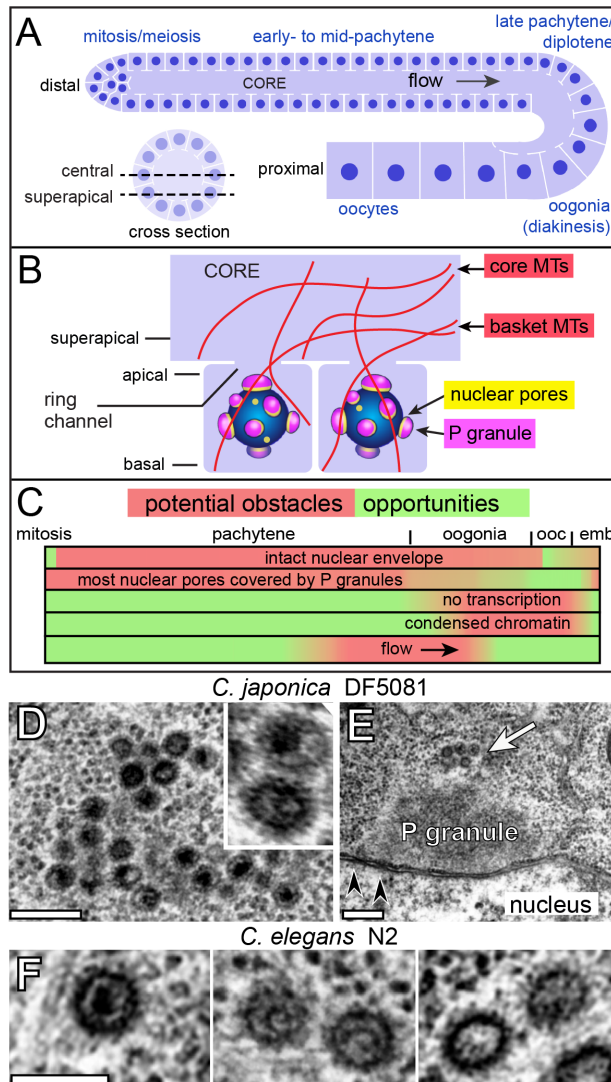 A
mitosis/meiosis
early- to mid-pachytene
late pachytene/
diplotene
distal
CORE
flow
central
superapical
cross section
proximal
oocytes
oogonia
(diakinesis)
B
CORE
core MTs
basket MTs
superapical
apical
ring
channel
basal
nuclear pores
P granule
C
potential obstacles opportunities
mitosis pachytene oogonia ooc emb
intact nuclear envelope
most nuclear pores covered by P granules
no transcription
condensed chromatin
flow
C. japonica DF5081
D
E
P granule
nucleus
C. elegans N2
F